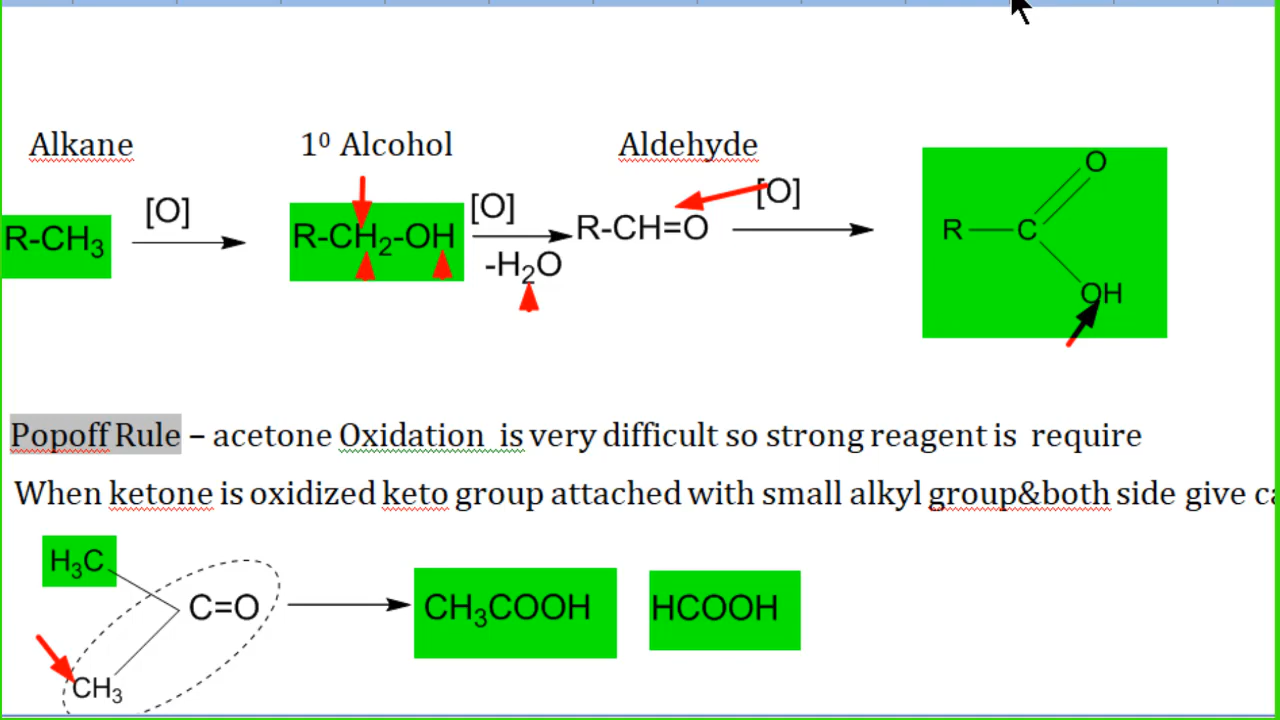 Alkane 1⁰ Alcohol Aldehyde
[O] [O] [O]
R-CH₃ R-CH₂-OH R-CH=O
-H₂O
O
R C
OH
Popoff Rule – acetone Oxidation is very difficult so strong reagent is require
When ketone is oxidized keto group attached with small alkyl group&both side give
H₃C
C=O CH₃COOH HCOOH
CH₃